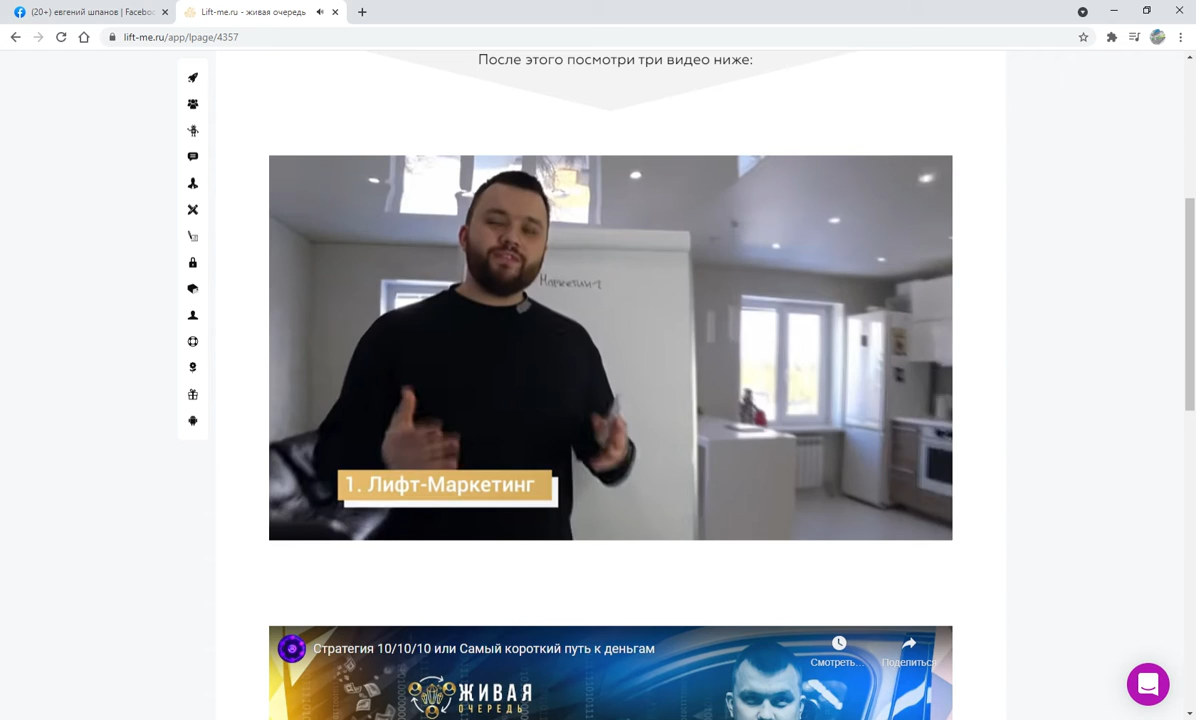 (20+) евгений шпанов | Facebo
Lift-me.ru - живая очередь
lift-me.ru/app/lpage/4357
После этого посмотри три видео ниже:
Маркетинг
1. Лифт-Маркетинг
Стратегия 10/10/10 или Самый короткий путь к деньгам
Смотреть...
Поделиться
ЖИВАЯ
ОЧЕРЕДЬ